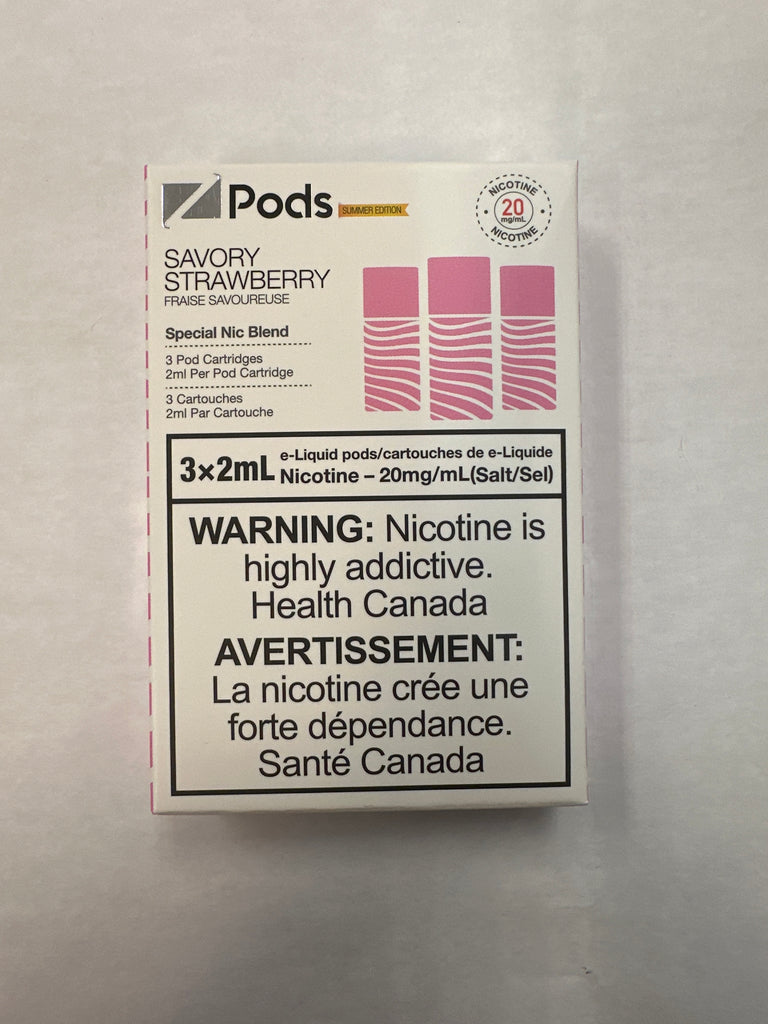 Z Pods SUMMER EDITION
NICOTINE
20
mg/mL
NICOTINE
SAVORY
STRAWBERRY
FRAISE SAVOUREUSE
Special Nic Blend
3 Pod Cartridges
2ml Per Pod Cartridge
3 Cartouches
2ml Par Cartouche
3×2mL
e-Liquid pods/cartouches de e-Liquide
Nicotine – 20mg/mL(Salt/Sel)
WARNING: Nicotine is
highly addictive.
Health Canada
AVERTISSEMENT:
La nicotine crée une
forte dépendance.
Santé Canada